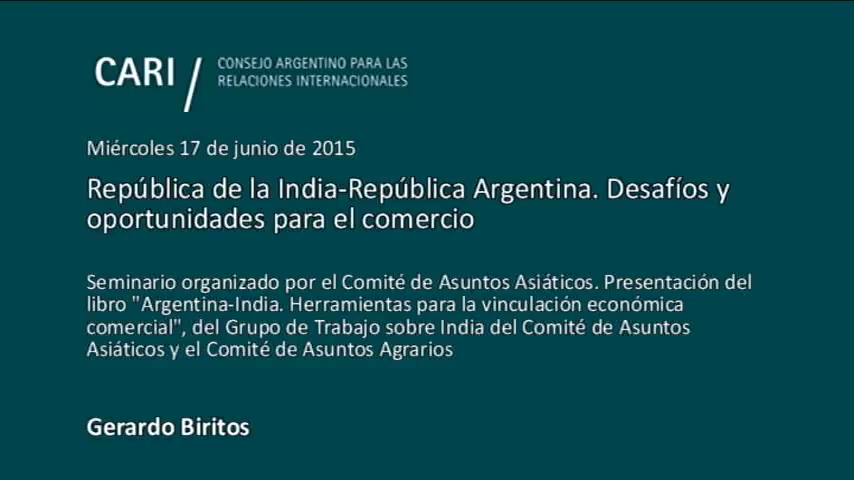 CARI/
CONSEJO ARGENTINO PARA LAS
RELACIONES INTERNACIONALES
Miércoles 17 de junio de 2015
República de la India-República Argentina. Desafíos y
oportunidades para el comercio
Seminario organizado por el Comité de Asuntos Asiáticos. Presentación del
libro "Argentina-India. Herramientas para la vinculación económica
comercial", del Grupo de Trabajo sobre India del Comité de Asuntos
Asiáticos y el Comité de Asuntos Agrarios
Gerardo Biritos